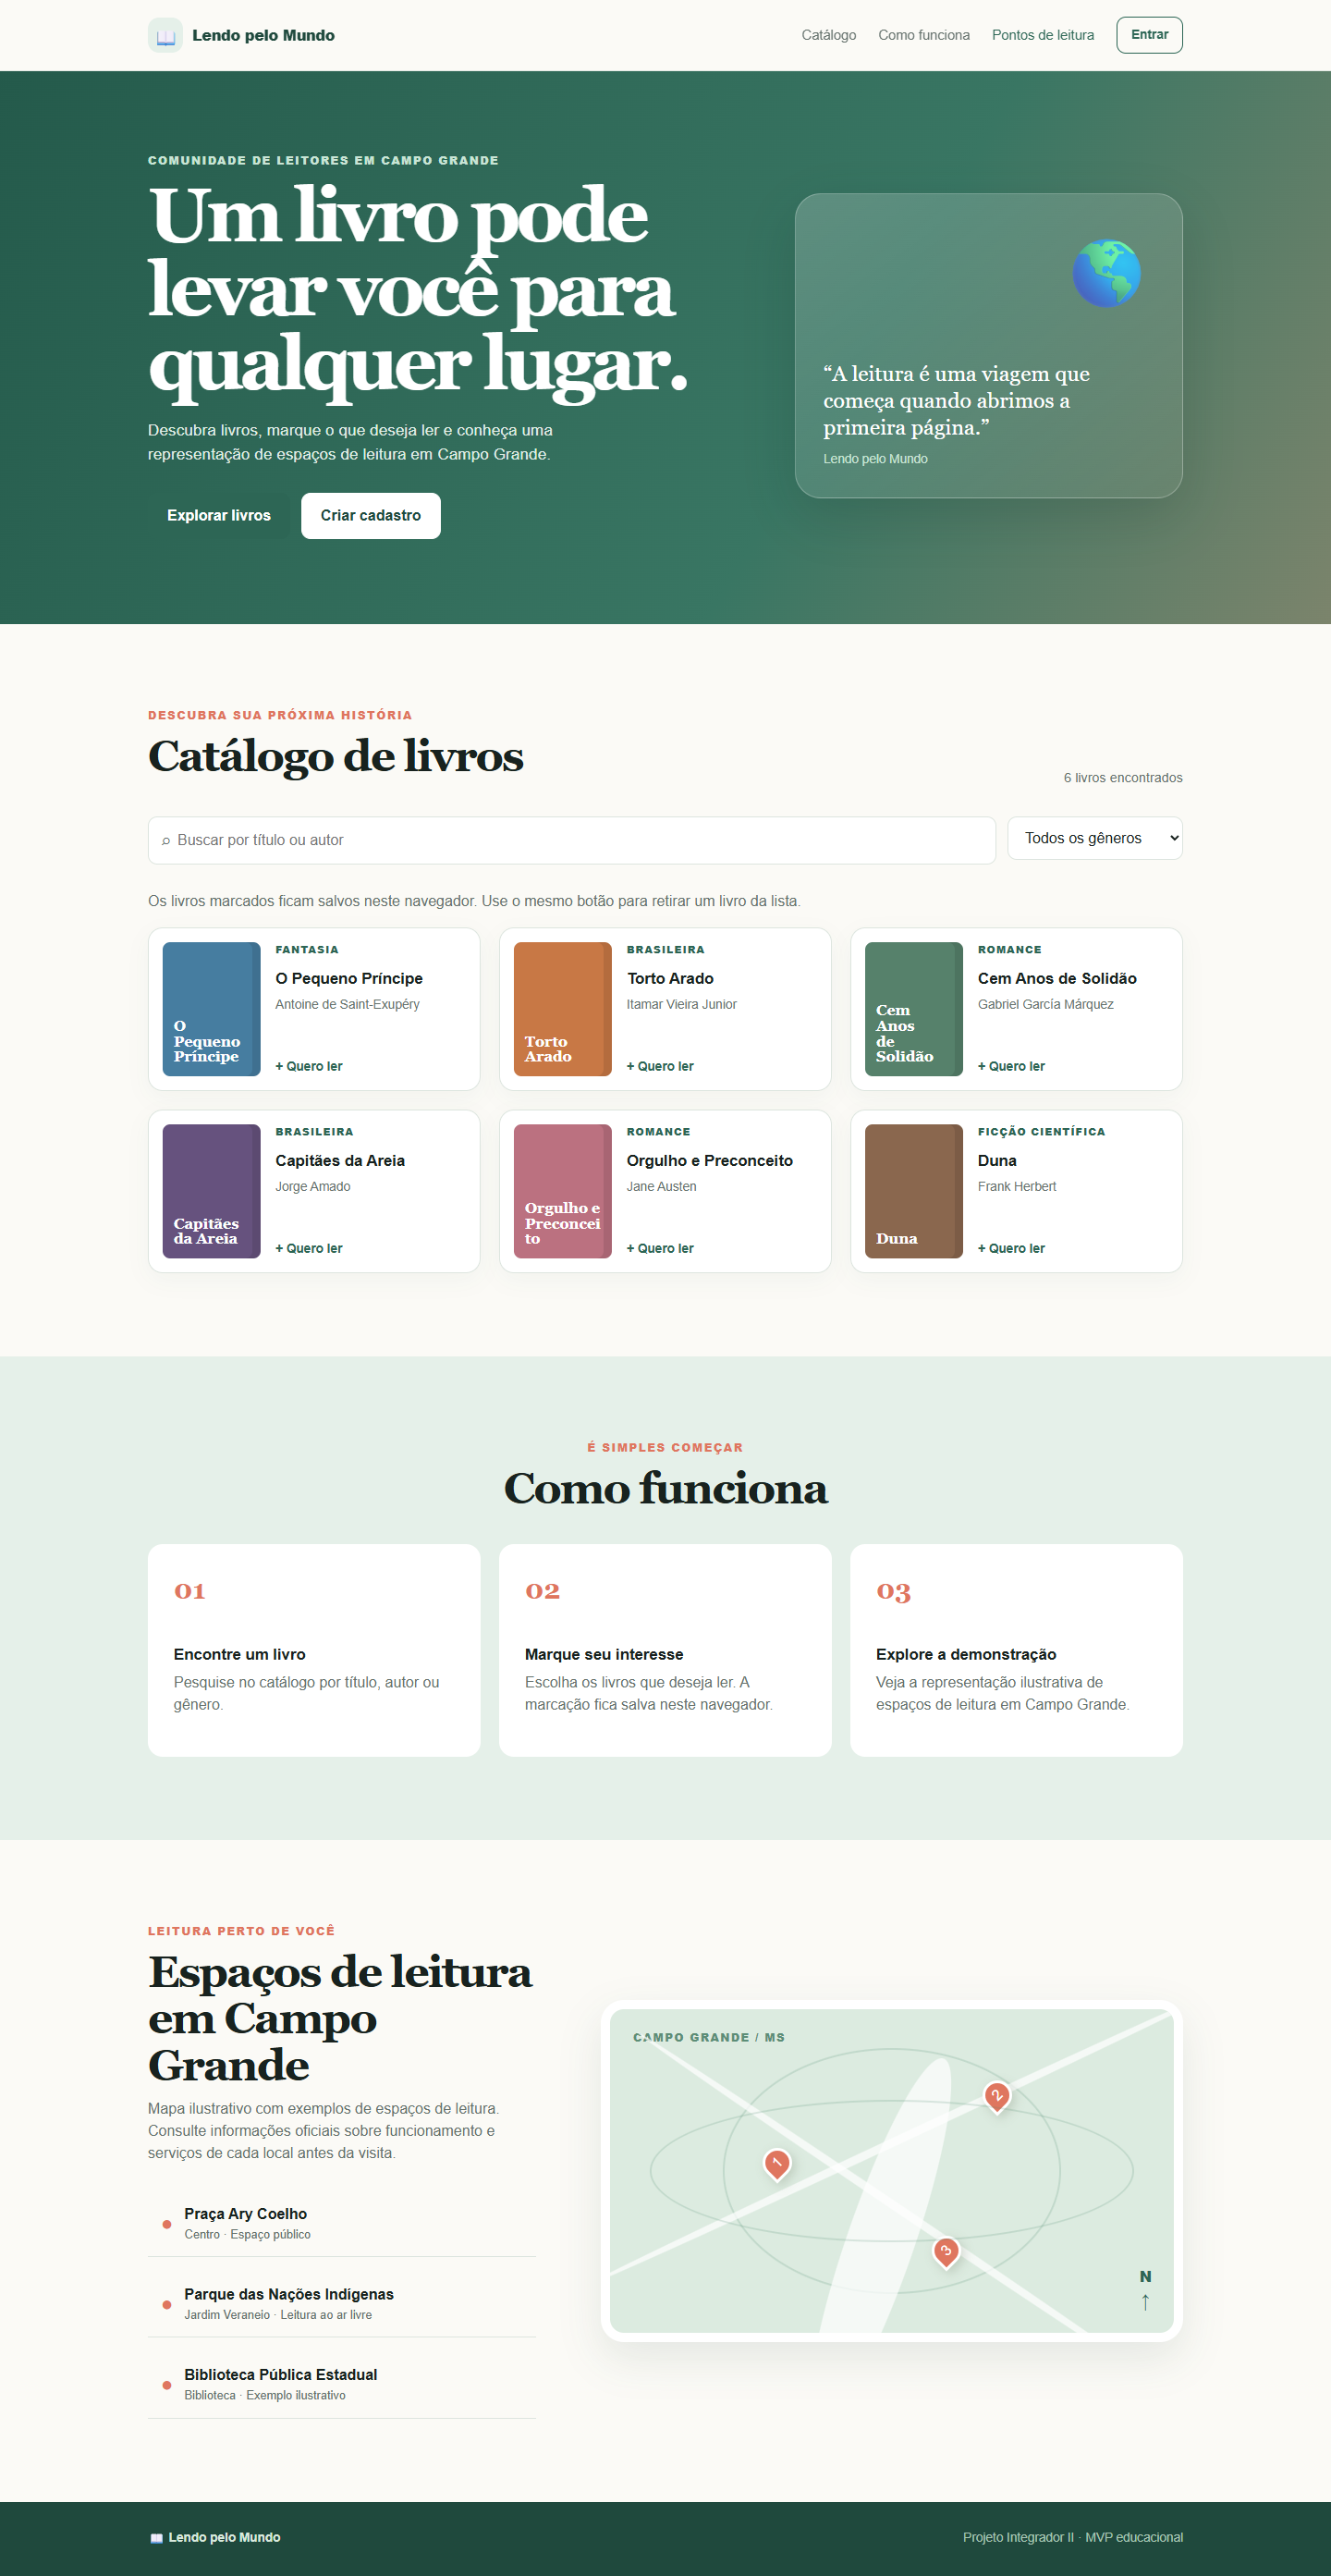 Lendo pelo Mundo
Catálogo
Como funciona
Pontos de leitura
Entrar
COMUNIDADE DE LEITORES EM CAMPO GRANDE
Um livro pode
levar você para
qualquer lugar.
Descubra livros, marque o que deseja ler e conheça uma
representação de espaços de leitura em Campo Grande.
Explorar livros
Criar cadastro
“A leitura é uma viagem que
começa quando abrimos a
primeira página.”
Lendo pelo Mundo
DESCUBRA SUA PRÓXIMA HISTÓRIA
Catálogo de livros
6 livros encontrados
Buscar por título ou autor
Todos os gêneros
Os livros marcados ficam salvos neste navegador. Use o mesmo botão para retirar um livro da lista.
O
Pequeno
Príncipe
FANTASIA
O Pequeno Príncipe
Antoine de Saint-Exupéry
+ Quero ler
Torto
Arado
BRASILEIRA
Torto Arado
Itamar Vieira Junior
+ Quero ler
Cem
Anos
de
Solidão
ROMANCE
Cem Anos de Solidão
Gabriel García Márquez
+ Quero ler
Capitães
da Areia
BRASILEIRA
Capitães da Areia
Jorge Amado
+ Quero ler
Orgulho e
Preconcei
to
ROMANCE
Orgulho e Preconceito
Jane Austen
+ Quero ler
Duna
FICÇÃO CIENTÍFICA
Duna
Frank Herbert
+ Quero ler
É SIMPLES COMEÇAR
Como funciona
01
Encontre um livro
Pesquise no catálogo por título, autor ou
gênero.
02
Marque seu interesse
Escolha os livros que deseja ler. A
marcação fica salva neste navegador.
03
Explore a demonstração
Veja a representação ilustrativa de
espaços de leitura em Campo Grande.
LEITURA PERTO DE VOCÊ
Espaços de leitura
em Campo
Grande
Mapa ilustrativo com exemplos de espaços de leitura.
Consulte informações oficiais sobre funcionamento e
serviços de cada local antes da visita.
Praça Ary Coelho
Centro · Espaço público
Parque das Nações Indígenas
Jardim Veraneio · Leitura ao ar livre
Biblioteca Pública Estadual
Biblioteca · Exemplo ilustrativo
CAMPO GRANDE / MS
2
1
3
N
↑
Lendo pelo Mundo
Projeto Integrador II · MVP educacional